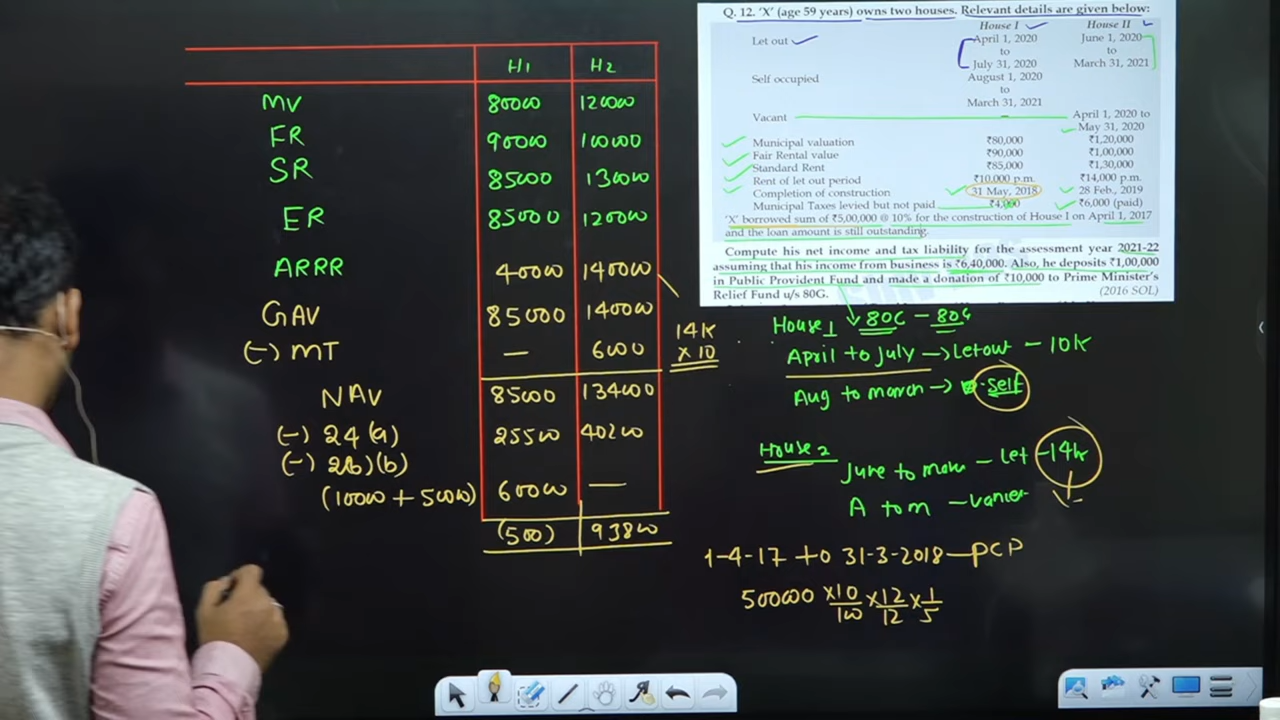 Q. 12. 'X' (age 59 years) owns two houses. Relevant details are given below:
House I House II
Let out April 1, 2020 June 1, 2020
to to
July 31, 2020 March 31, 2021
Self occupied August 1, 2020
to
March 31, 2021
Vacant – April 1, 2020 to
May 31, 2020
Municipal valuation ₹80,000 ₹1,20,000
Fair Rental value ₹90,000 ₹1,00,000
Standard Rent ₹85,000 ₹1,30,000
Rent of let out period ₹10,000 p.m. ₹14,000 p.m.
Completion of construction 31 May, 2018 28 Feb., 2019
Municipal Taxes levied but not paid ₹4,000 ₹6,000 (paid)
'X' borrowed sum of ₹5,00,000 @ 10% for the construction of House I on April 1, 2017
and the loan amount is still outstanding.
Compute his net income and tax liability for the assessment year 2021-22
assuming that his income from business is ₹6,40,000. Also, he deposits ₹1,00,000
in Public Provident Fund and made a donation of ₹10,000 to Prime Minister's
Relief Fund u/s 80G. (2016 SOL)
H1 H2
MV 80000 120000
FR 90000 100000
SR 85000 130000
ER 85000 120000
ARRR 40000 140000
GAV 85000 140000
(-) MT — 6000
NAV 85000 134000
(-) 24(a) 25500 40200
(-) 24(b)
(10000 + 50000) 60000 —
(500) 93800
14k
x 10
House 1 80C - 80G
April to July → Letout - 10k
Aug to march → self
House 2
June to - Let -14k
A to m -
1-4-17 to 31-3-2018 — PCP
500000 x 10/100 x 12/12 x 1/5